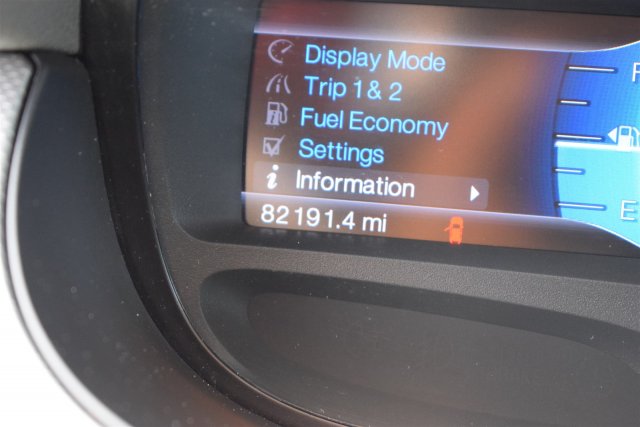 Display Mode
Trip 1 & 2
Fuel Economy
Settings
i Information
82191.4 mi
F
E